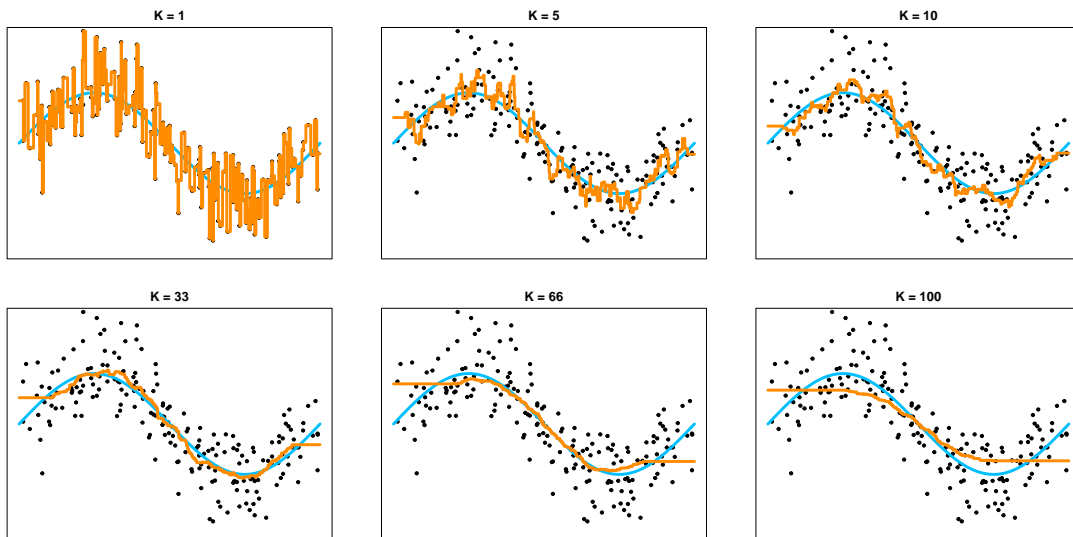 K = 1
K = 5
K = 10
K = 33
K = 66
K = 100